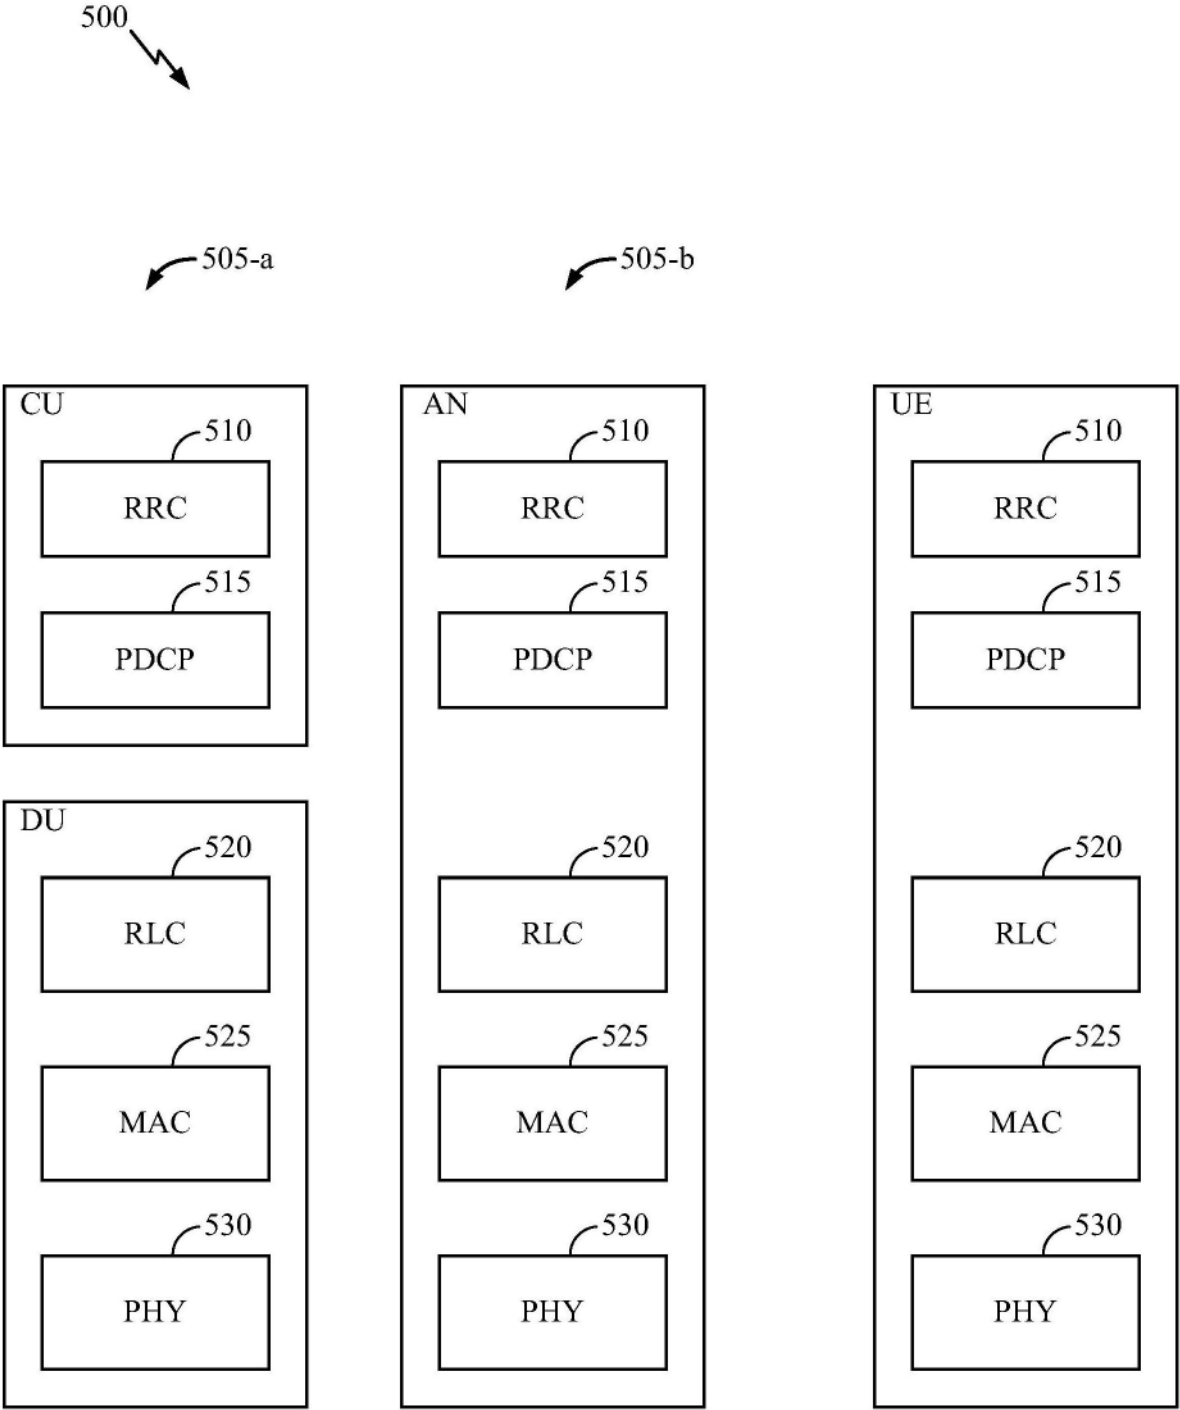 500
505-a 505-b
CU AN UE
510 510 510
RRC RRC RRC
515 515 515
PDCP PDCP PDCP
DU
520 520 520
RLC RLC RLC
525 525 525
MAC MAC MAC
530 530 530
PHY PHY PHY